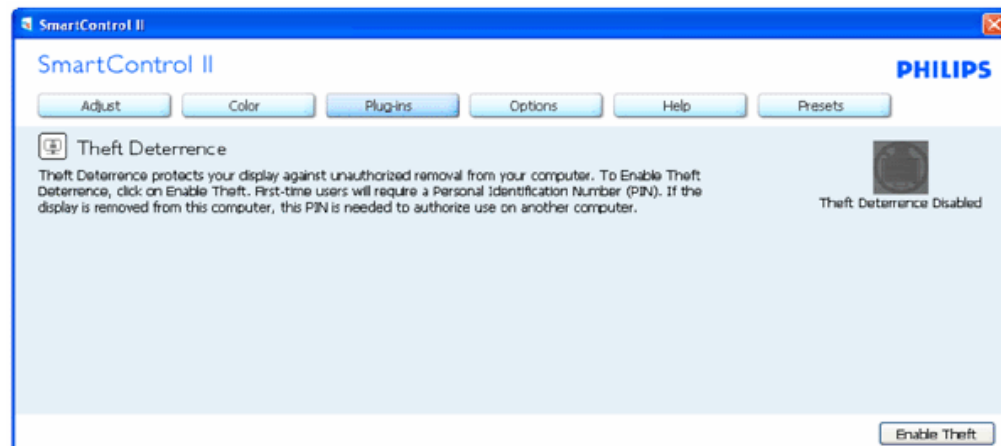 SmartControl II
SmartControl II
PHILIPS
Adjust Color Plug-ins Options Help Presets
Theft Deterrence
Theft Deterrence protects your display against unauthorized removal from your computer. To Enable Theft
Deterrence, click on Enable Theft. First-time users will require a Personal Identification Number (PIN). If the
display is removed from this computer, this PIN is needed to authorize use on another computer.
Theft Deterrence Disabled
Enable Theft